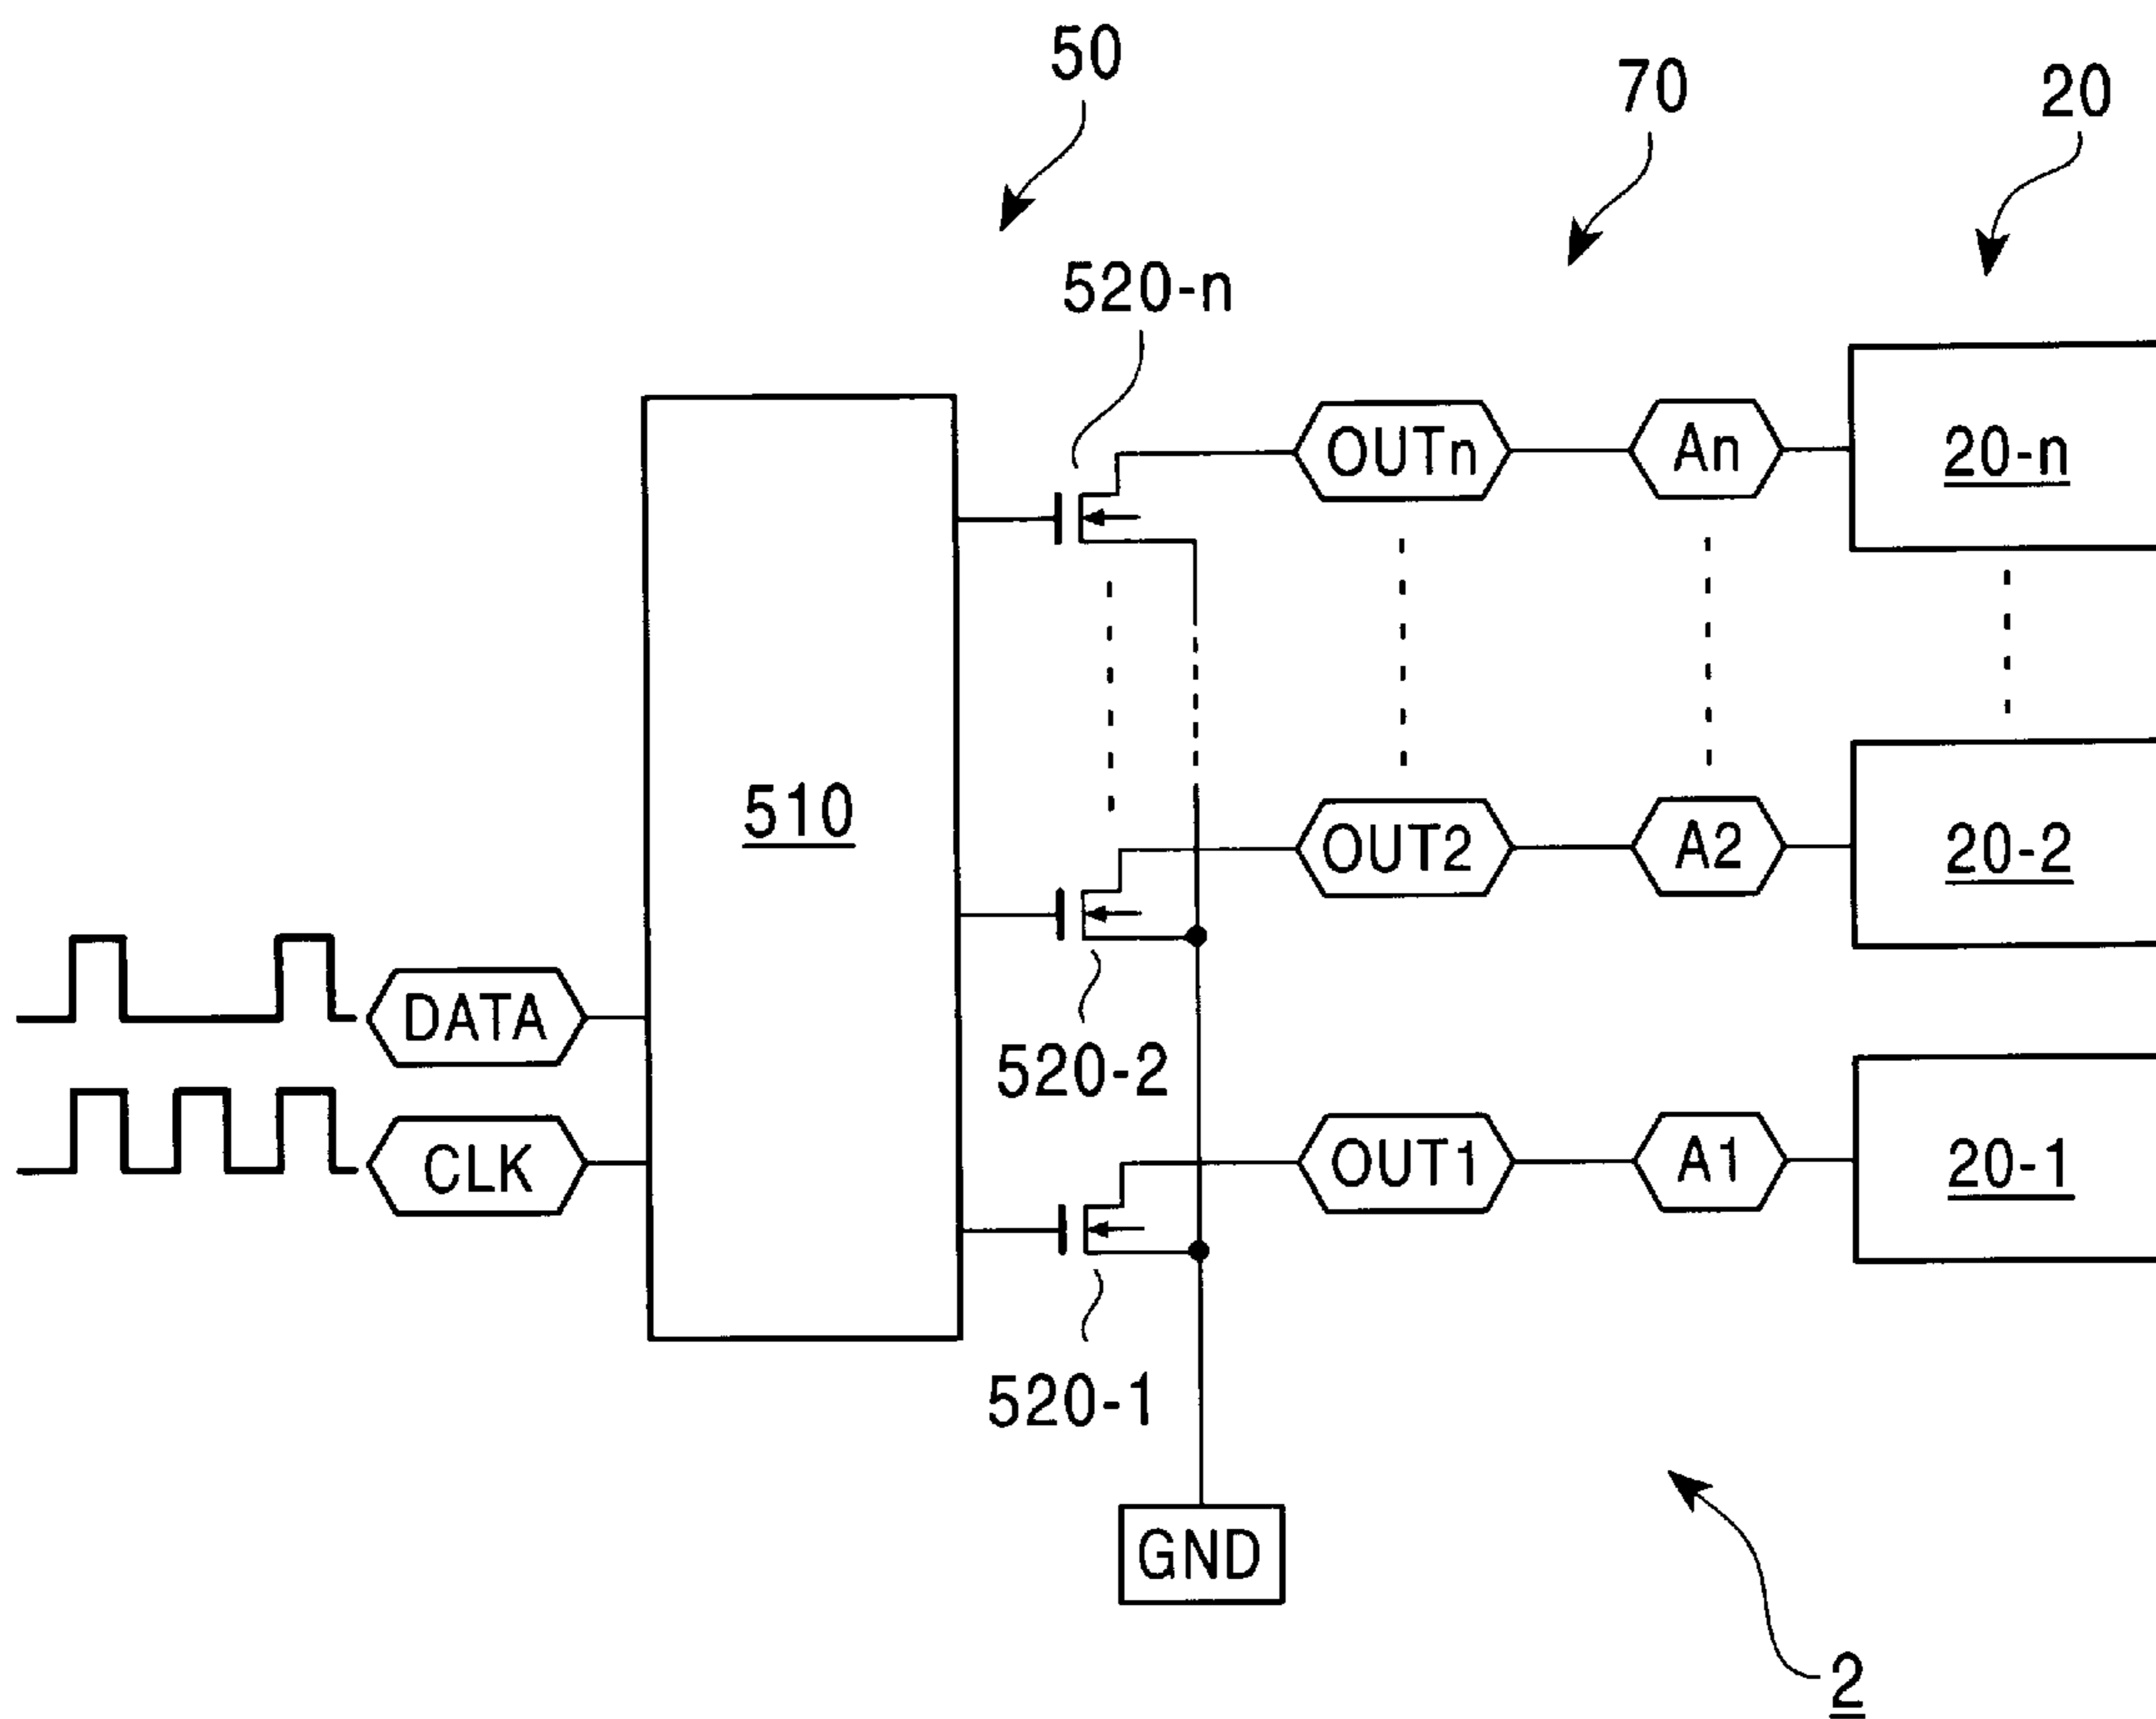 50
70
20
520-n
OUTn
An
20-n
510
OUT2
A2
20-2
DATA
520-2
CLK
OUT1
A1
20-1
520-1
GND
2